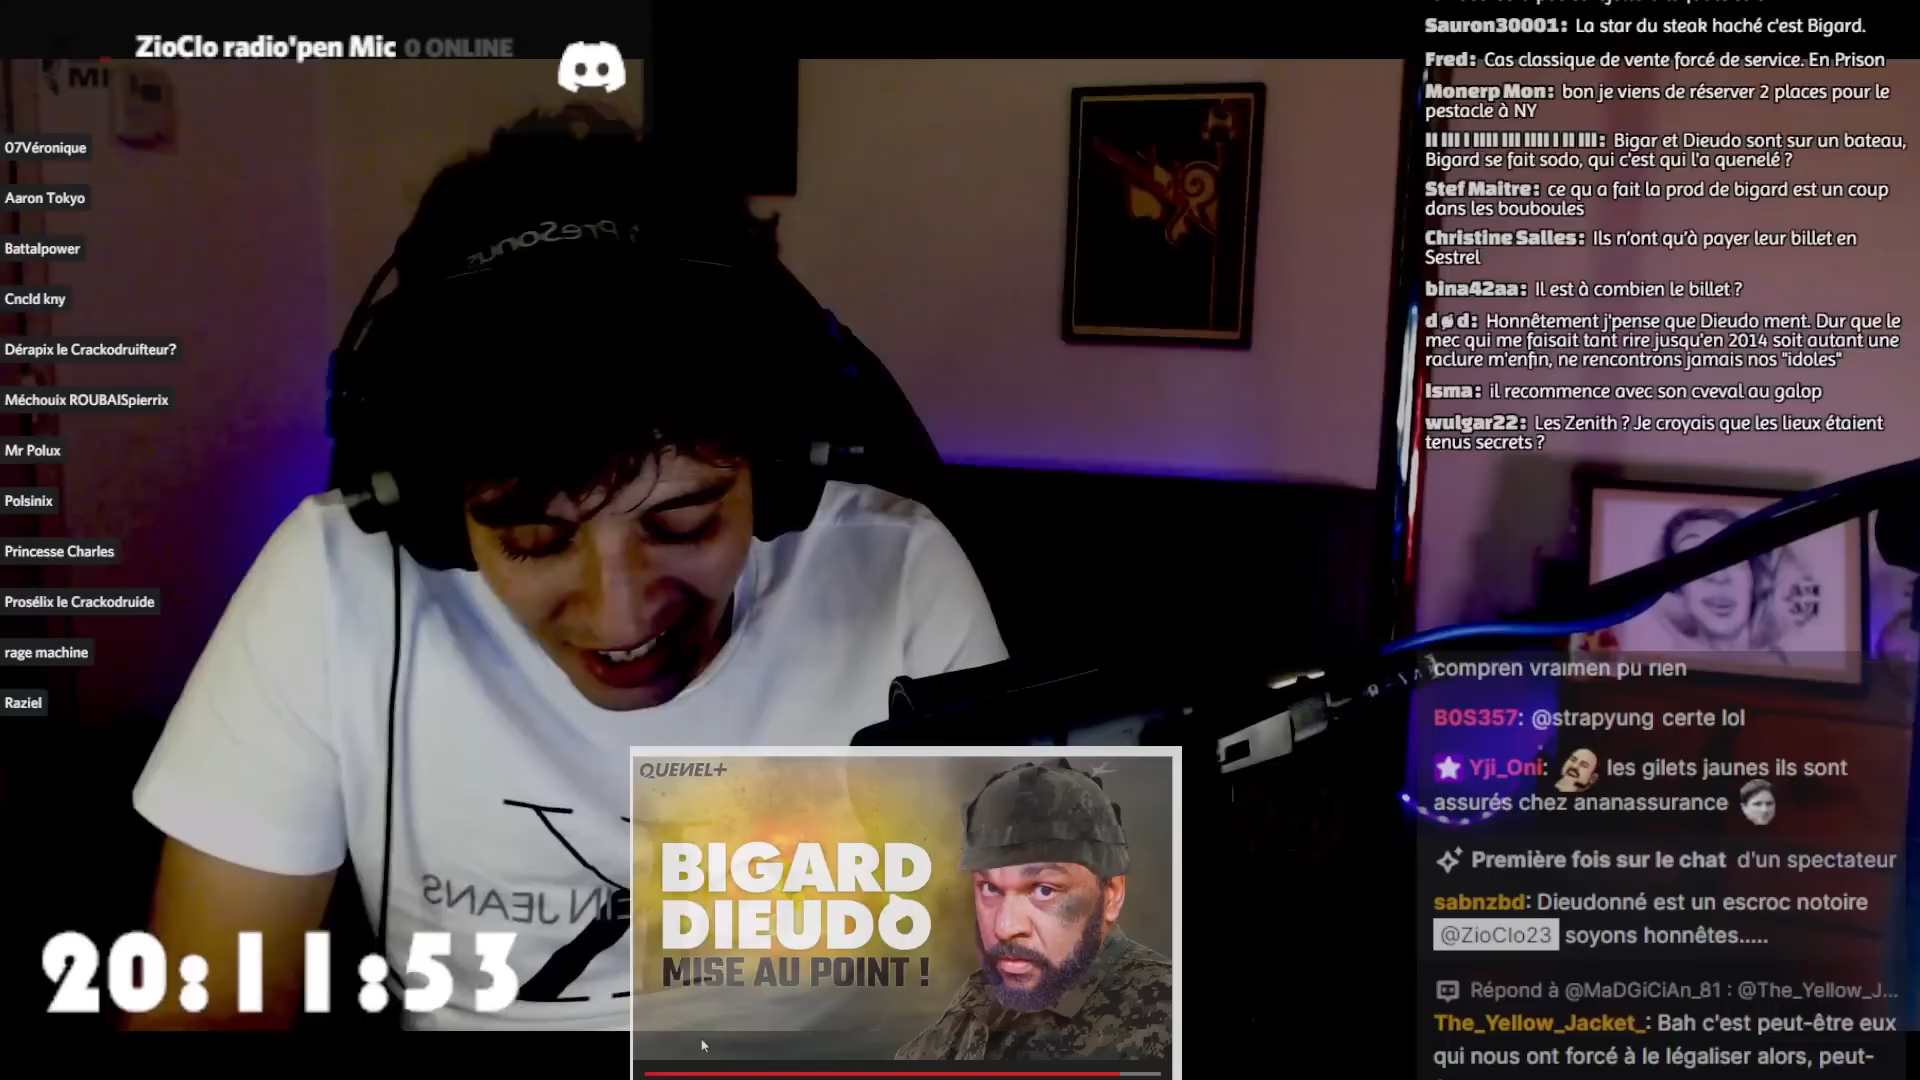 ZioClo radio'pen Mic 0 ONLINE
MI
07Véronique
Aaron Tokyo
Battalpower
Cncld kny
Dérapix le Crackodruifteur?
Méchouix ROUBAISpierrix
Mr Polux
Polsinix
Princesse Charles
Prosélix le Crackodruide
rage machine
Raziel
PreSonus
20:11:53
QUENEL+
BIGARD
DIEUDO
MISE AU POINT !
Sauron30001: La star du steak haché c'est Bigard.
Fred: Cas classique de vente forcé de service. En Prison
Monerp Mon: bon je viens de réserver 2 places pour le
pestacle à NY
Bigar et Dieudo sont sur un bateau,
Bigard se fait sodo, qui c'est qui l'a quenelé ?
Stef Maitre: ce qu a fait la prod de bigard est un coup
dans les bouboules
Christine Salles: Ils n'ont qu'à payer leur billet en
Sestrel
bina42aa: Il est à combien le billet ?
død: Honnêtement j'pense que Dieudo ment. Dur que le
mec qui me faisait tant rire jusqu'en 2014 soit autant une
raclure m'enfin, ne rencontrons jamais nos "idoles"
Isma: il recommence avec son cveval au galop
wulgar22: Les Zenith ? Je croyais que les lieux étaient
tenus secrets ?
compren vraimen pu rien
B0S357: @strapyung certe lol
Yji_Oni: les gilets jaunes ils sont
assurés chez ananassurance
Première fois sur le chat d'un spectateur
sabnzbd: Dieudonné est un escroc notoire
@ZioClo23 soyons honnêtes.....
Répond à @MaDGiCiAn_81 : @The_Yellow_J...
The_Yellow_Jacket_: Bah c'est peut-être eux
qui nous ont forcé à le légaliser alors, peut-